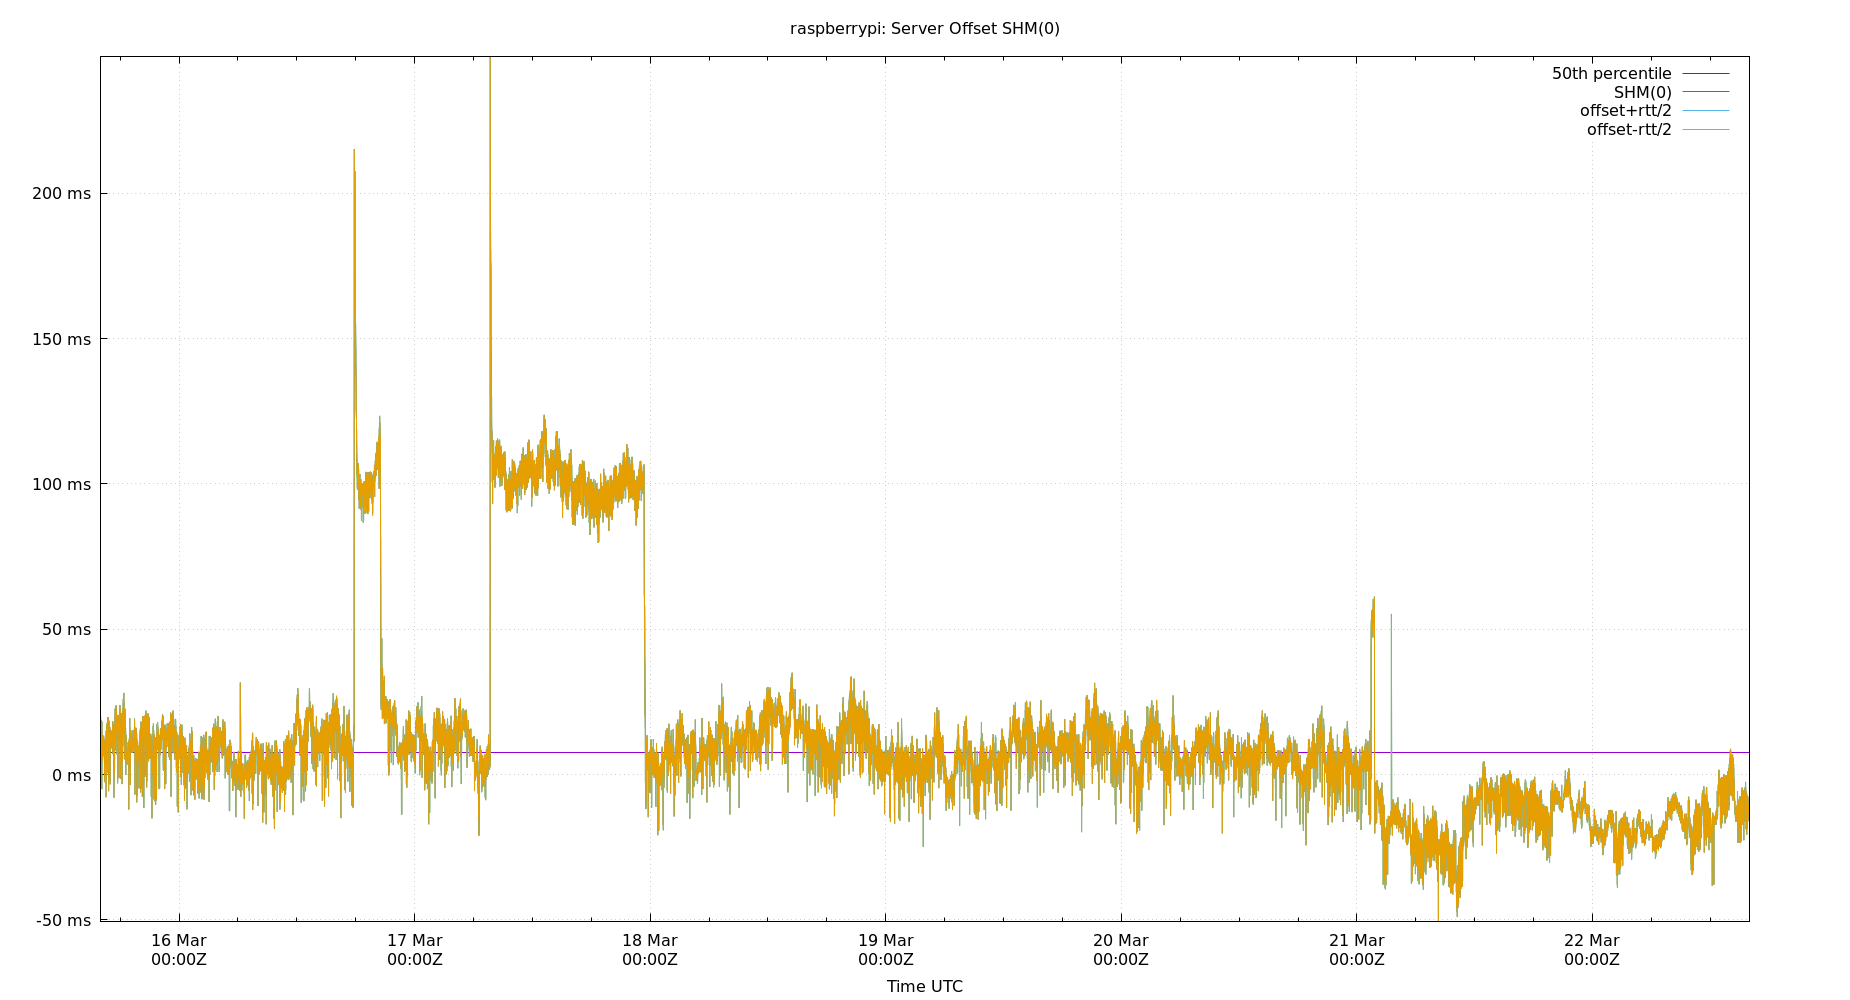 raspberrypi: Server Offset SHM(0)
50th percentile
SHM(0)
offset+rtt/2
offset-rtt/2
200 ms
150 ms
100 ms
50 ms
0 ms
-50 ms
16 Mar 17 Mar 18 Mar 19 Mar 20 Mar 21 Mar 22 Mar
00:00Z 00:00Z 00:00Z 00:00Z 00:00Z 00:00Z 00:00Z
Time UTC